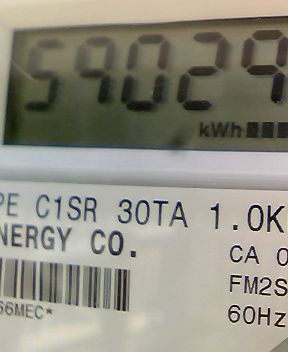 59029
kWh
PE C1SR 30TA 1.0K
NERGY CO.
CA 0
FM2S
66MEC*
60Hz